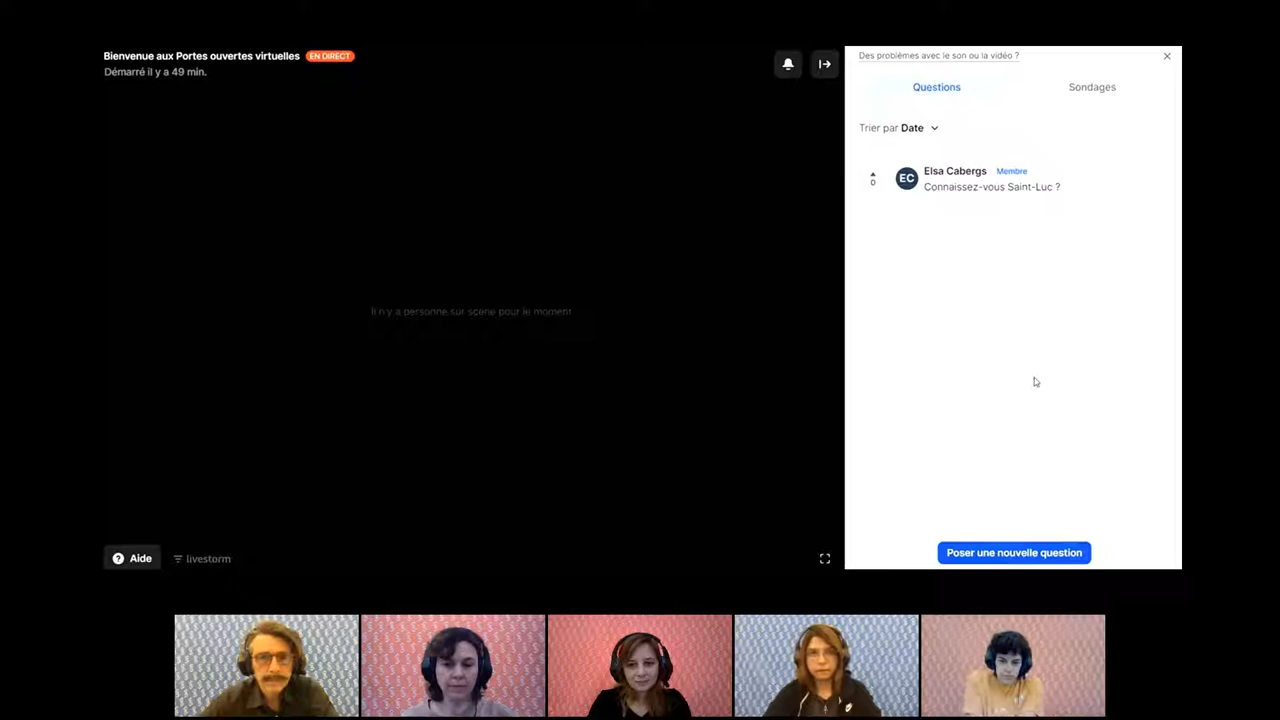 Bienvenue aux Portes ouvertes virtuelles EN DIRECT
Démarré il y a 49 min.
Des problèmes avec le son ou la vidéo ?
Questions
Sondages
Trier par Date
0
EC
Elsa Cabergs Membre
Connaissez-vous Saint-Luc ?
Il n'y a personne sur scène pour le moment
Aide
livestorm
Poser une nouvelle question